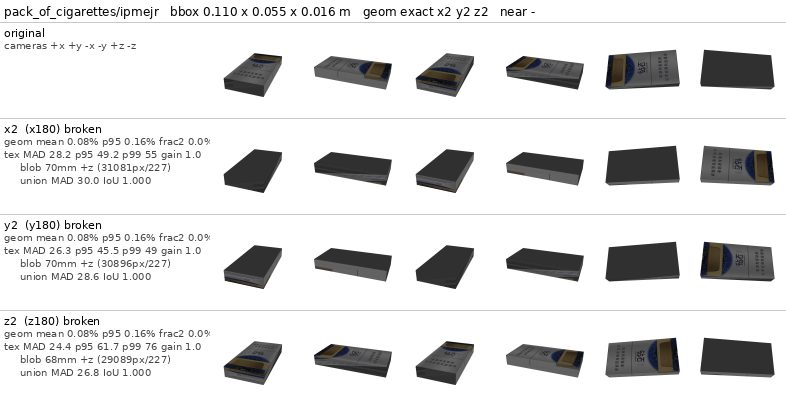 pack_of_cigarettes/ipmejr bbox 0.110 x 0.055 x 0.016 m geom exact x2 y2 z2 near -
original
cameras +x +y -x -y +z -z
x2 (x180) broken
geom mean 0.08% p95 0.16% frac2 0.0%
tex MAD 28.2 p95 49.2 p99 55 gain 1.0
blob 70mm +z (31081px/227)
union MAD 30.0 IoU 1.000
y2 (y180) broken
geom mean 0.08% p95 0.16% frac2 0.0%
tex MAD 26.3 p95 45.5 p99 49 gain 1.0
blob 70mm +z (30896px/227)
union MAD 28.6 IoU 1.000
z2 (z180) broken
geom mean 0.08% p95 0.16% frac2 0.0%
tex MAD 24.4 p95 61.7 p99 76 gain 1.0
blob 68mm +z (29089px/227)
union MAD 26.8 IoU 1.000